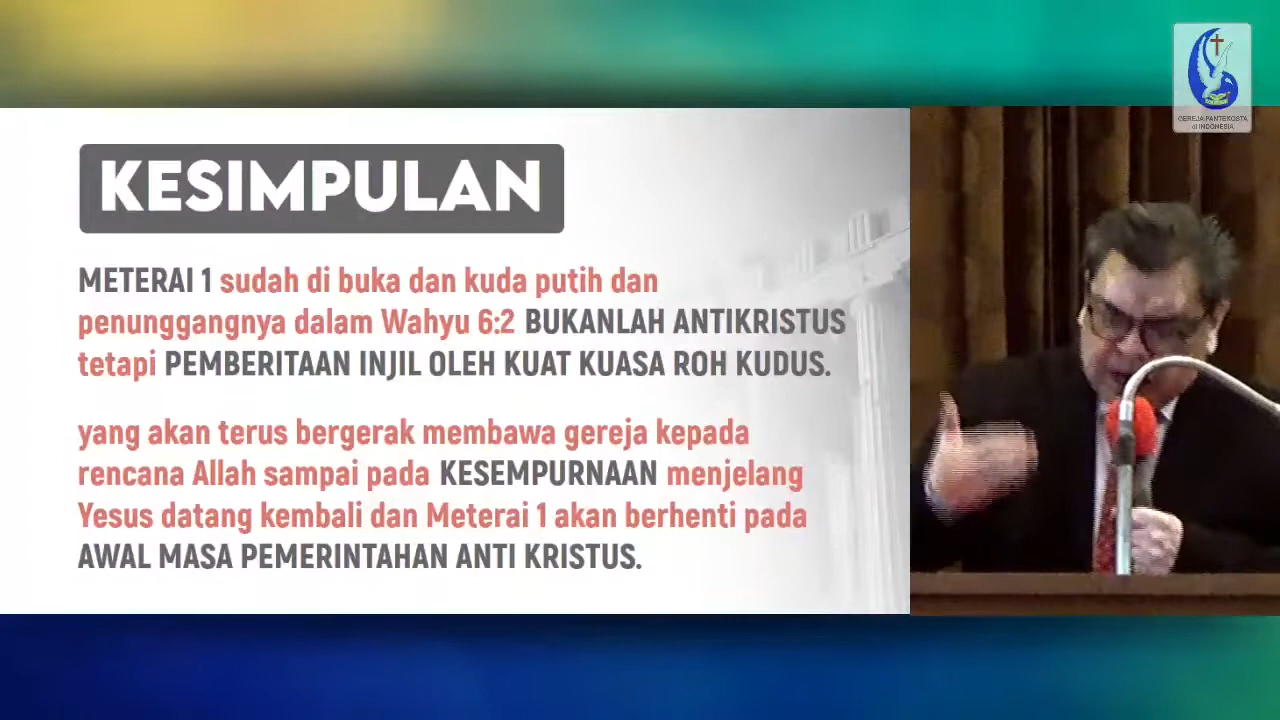 GEREJA PANTEKOSTA
di INDONESIA
KESIMPULAN
METERAI 1 sudah di buka dan kuda putih dan
penunggangnya dalam Wahyu 6:2 BUKANLAH ANTIKRISTUS
tetapi PEMBERITAAN INJIL OLEH KUAT KUASA ROH KUDUS.
yang akan terus bergerak membawa gereja kepada
rencana Allah sampai pada KESEMPURNAAN menjelang
Yesus datang kembali dan Meterai 1 akan berhenti pada
AWAL MASA PEMERINTAHAN ANTI KRISTUS.